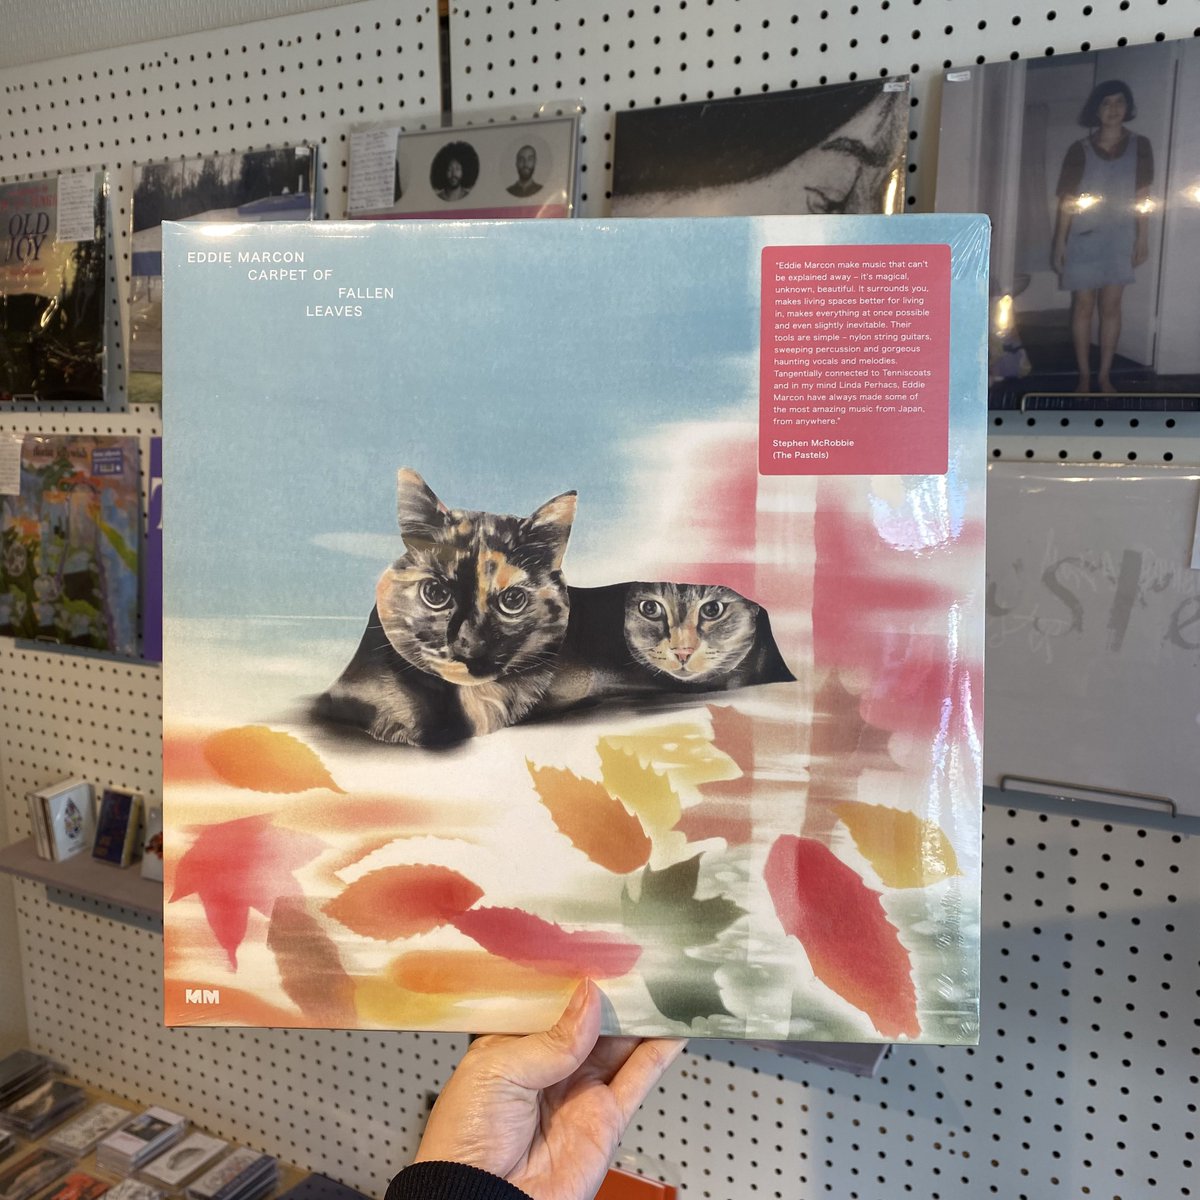 OLD
JOY
EDDIE MARCON
CARPET OF
FALLEN
LEAVES
"Eddie Marcon make music that can't
be explained away – it's magical,
unknown, beautiful. It surrounds you,
makes living spaces better for living
in, makes everything at once possible
and even slightly inevitable. Their
tools are simple – nylon string guitars,
sweeping percussion and gorgeous
haunting vocals and melodies.
Tangentially connected to Tenniscoats
and in my mind Linda Perhacs, Eddie
Marcon have always made some of
the most amazing music from Japan,
from anywhere."
Stephen McRobbie
(The Pastels)